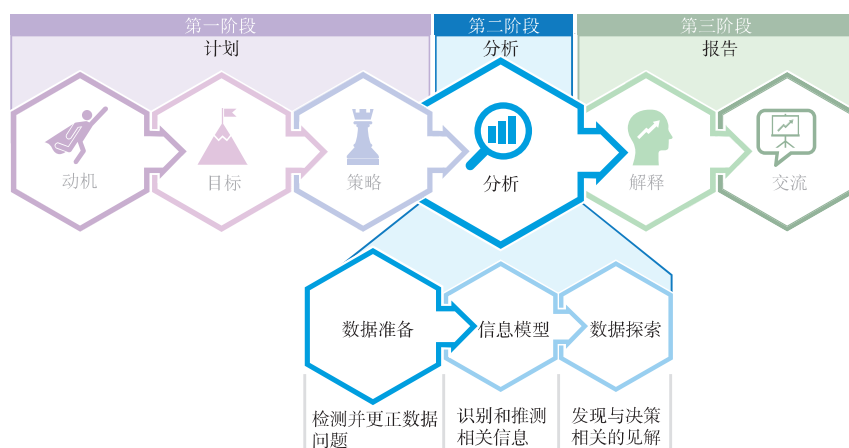 第一阶段
第二阶段
第三阶段
计划
分析
报告
动机
目标
策略
分析
解释
交流
数据准备
信息模型
数据探索
检测并更正数据
问题
识别和推测
相关信息
发现与决策
相关的见解